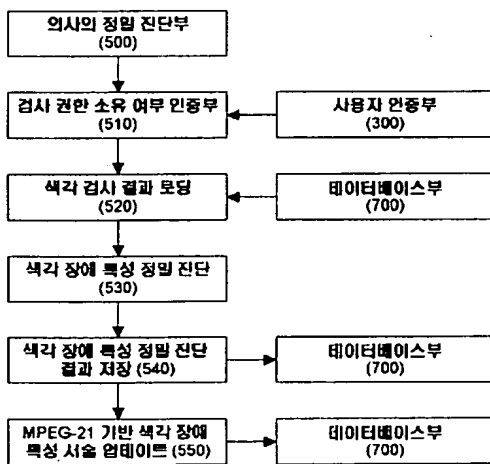 의사의 정밀 진단부
(500)
검사 권한 소유 여부 인증부
(510)
사용자 인증부
(300)
색각 검사 결과 로딩
(520)
데이터베이스부
(700)
색각 장애 특성 정밀 진단
(530)
색각 장애 특성 정밀 진단
결과 저장 (540)
데이터베이스부
(700)
MPEG-21 기반 색각 장애
특성 서술 업데이트 (550)
데이터베이스부
(700)